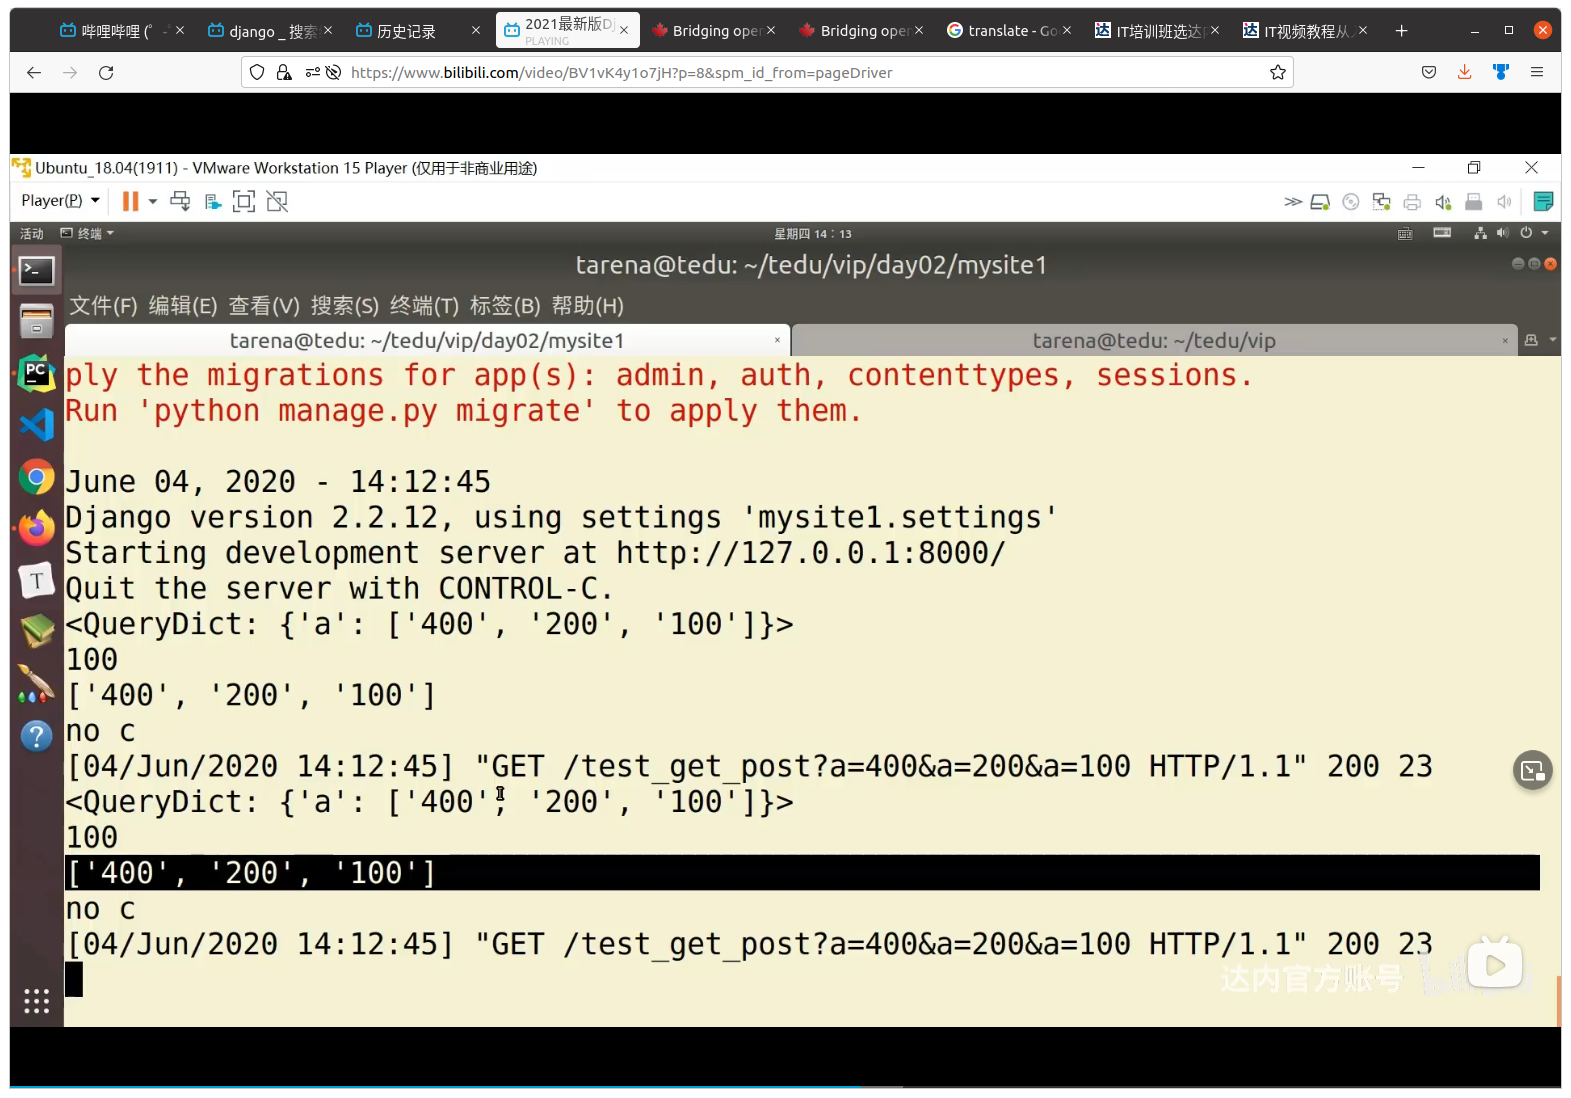 哔哩哔哩 (゜-゜
django _ 搜索
历史记录
2021最新版Dj
PLAYING
Bridging oper
Bridging oper
translate - Go
IT培训班选达内
IT视频教程从入
https://www.bilibili.com/video/BV1vK4y1o7jH?p=8&spm_id_from=pageDriver
Ubuntu_18.04(1911) - VMware Workstation 15 Player (仅用于非商业用途)
Player(P)
活动 终端 星期四 14：13
tarena@tedu: ~/tedu/vip/day02/mysite1
文件(F) 编辑(E) 查看(V) 搜索(S) 终端(T) 标签(B) 帮助(H)
tarena@tedu: ~/tedu/vip/day02/mysite1
tarena@tedu: ~/tedu/vip
ply the migrations for app(s): admin, auth, contenttypes, sessions.
Run 'python manage.py migrate' to apply them.
June 04, 2020 - 14:12:45
Django version 2.2.12, using settings 'mysite1.settings'
Starting development server at http://127.0.0.1:8000/
Quit the server with CONTROL-C.
<QueryDict: {'a': ['400', '200', '100']}>
100
['400', '200', '100']
no c
[04/Jun/2020 14:12:45] "GET /test_get_post?a=400&a=200&a=100 HTTP/1.1" 200 23
<QueryDict: {'a': ['400', '200', '100']}>
100
['400', '200', '100']
no c
[04/Jun/2020 14:12:45] "GET /test_get_post?a=400&a=200&a=100 HTTP/1.1" 200 23
达内官方账号